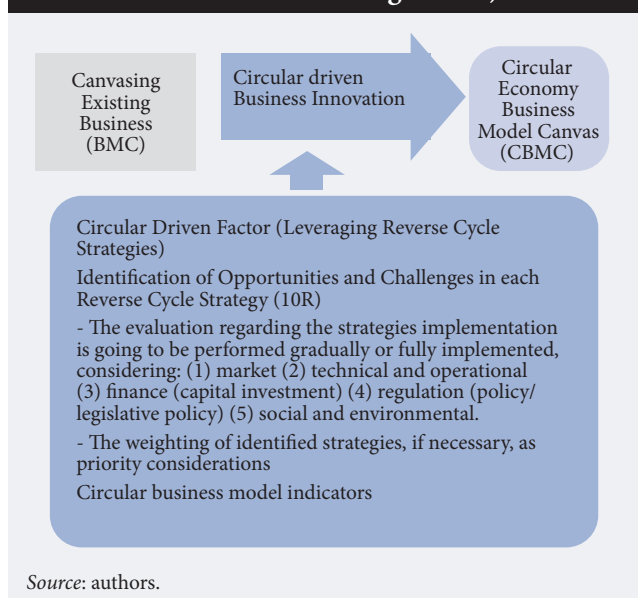 Canvasing
Existing
Business
(BMC)
Circular driven
Business Innovation
Circular
Economy
Business
Model Canvas
(CBMC)
Circular Driven Factor (Leveraging Reverse Cycle
Strategies)
Identification of Opportunities and Challenges in each
Reverse Cycle Strategy (10R)
- The evaluation regarding the strategies implementation
is going to be performed gradually or fully implemented,
considering: (1) market (2) technical and operational
(3) finance (capital investment) (4) regulation (policy/
legislative policy) (5) social and environmental.
- The weighting of identified strategies, if necessary, as
priority considerations
Circular business model indicators
Source: authors.